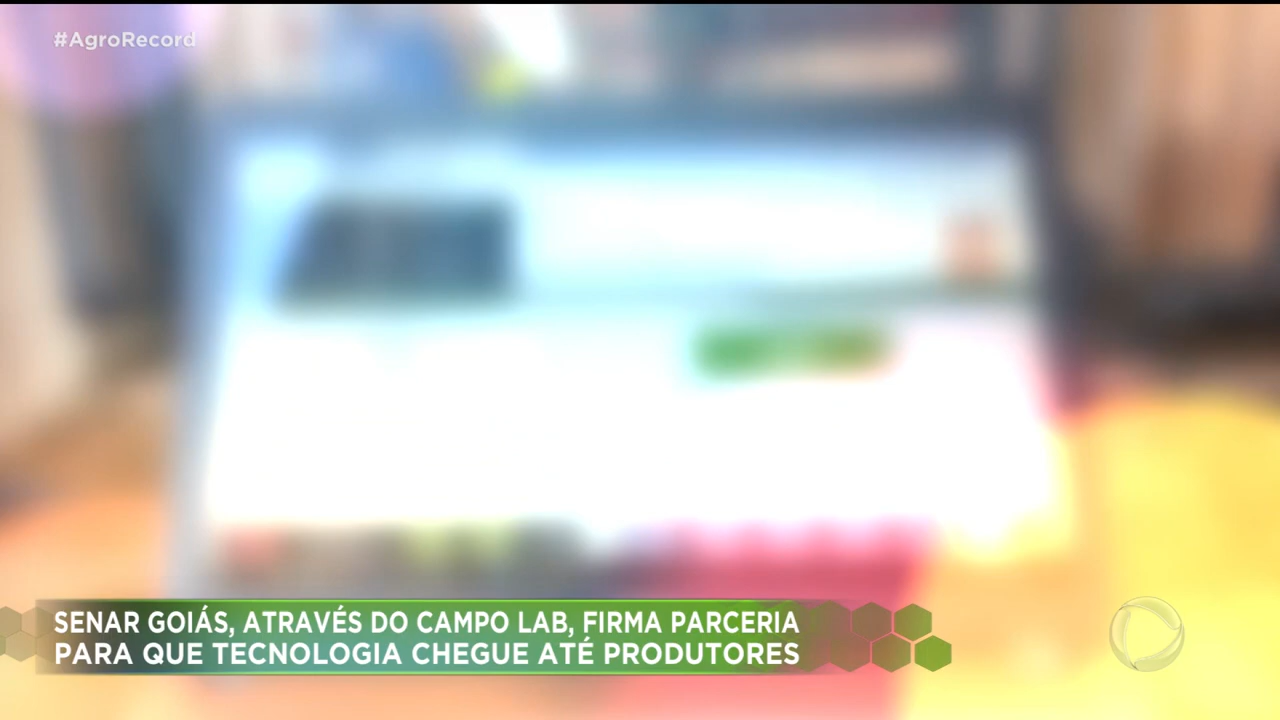 #AgroRecord
SENAR GOIÁS, ATRAVÉS DO CAMPO LAB, FIRMA PARCERIA
PARA QUE TECNOLOGIA CHEGUE ATÉ PRODUTORES